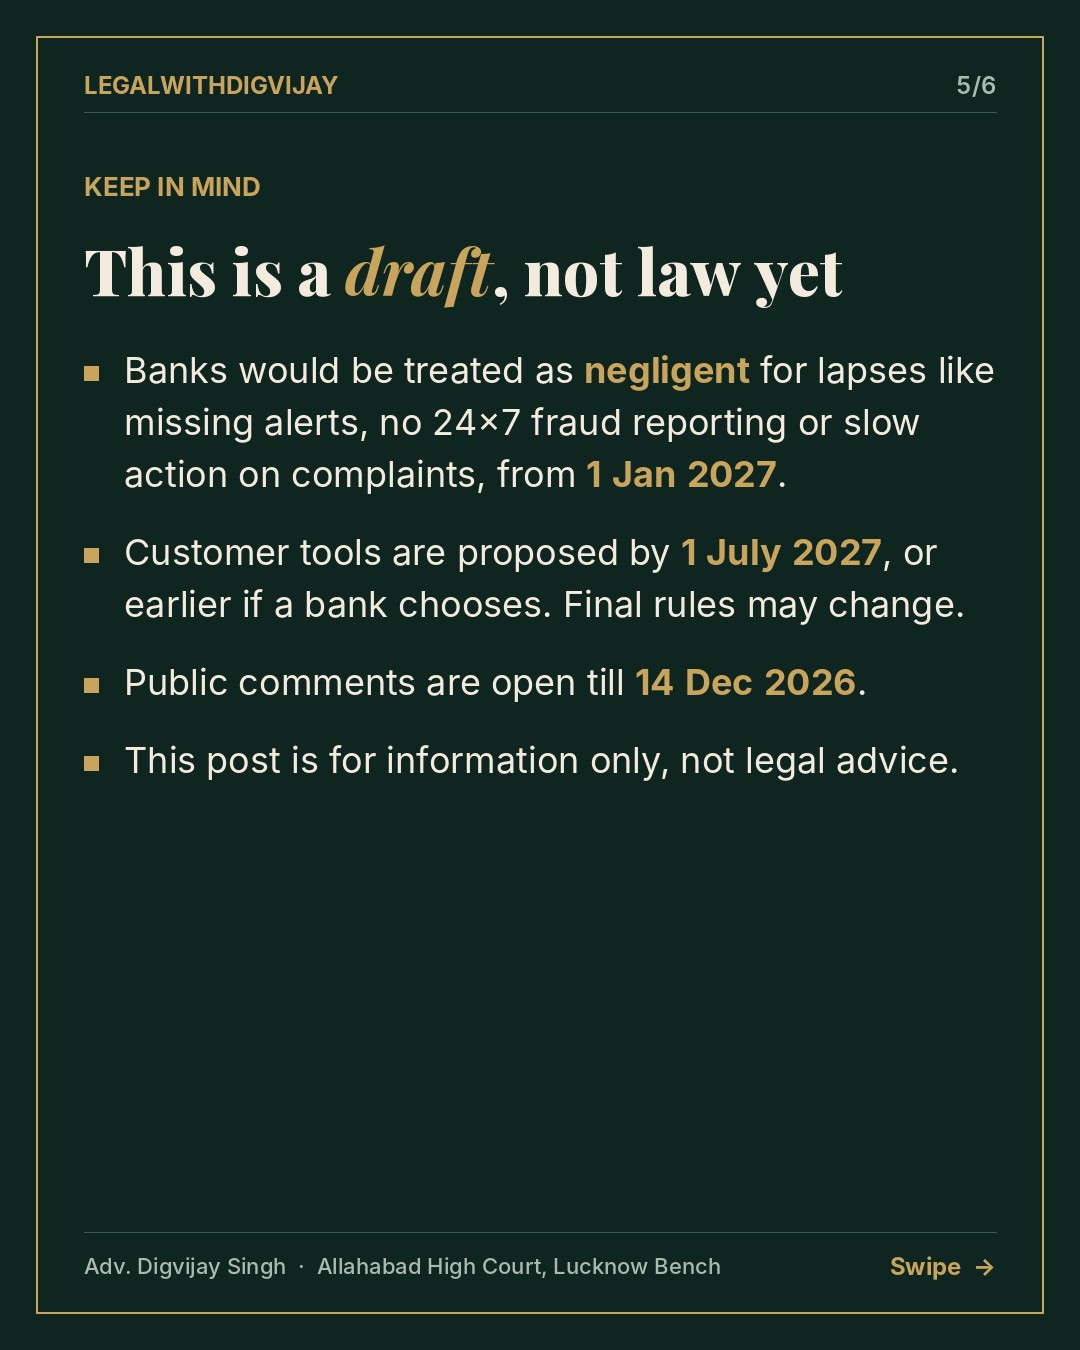 LEGALWITHDIGVIJAY
5/6
KEEP IN MIND
This is a draft, not law yet
Banks would be treated as negligent for lapses like
missing alerts, no 24×7 fraud reporting or slow
action on complaints, from 1 Jan 2027.
Customer tools are proposed by 1 July 2027, or
earlier if a bank chooses. Final rules may change.
Public comments are open till 14 Dec 2026.
This post is for information only, not legal advice.
Adv. Digvijay Singh · Allahabad High Court, Lucknow Bench
Swipe →